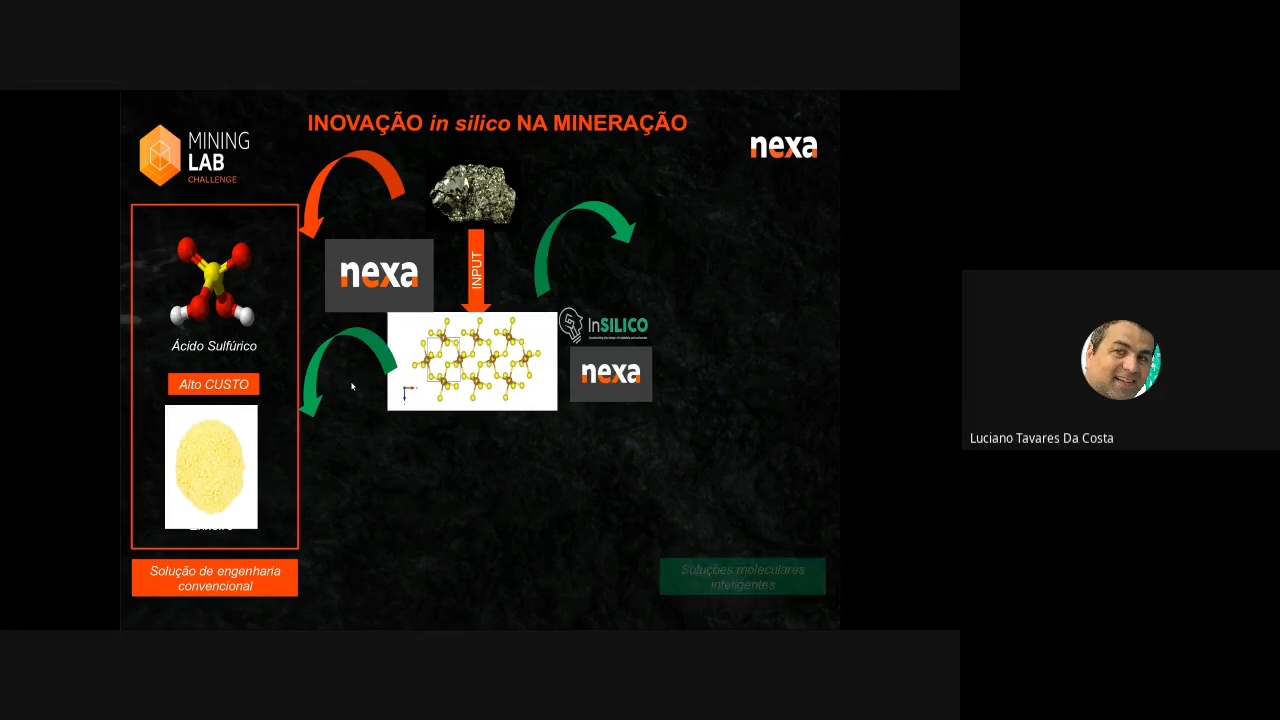 INOVAÇÃO in silico NA MINERAÇÃO
MINING
LAB
CHALLENGE
nexa
nexa
INPUT
InSILICO
nexa
Ácido Sulfúrico
Alto CUSTO
Solução de engenharia
convencional
Soluções moleculares
inteligentes
Luciano Tavares Da Costa